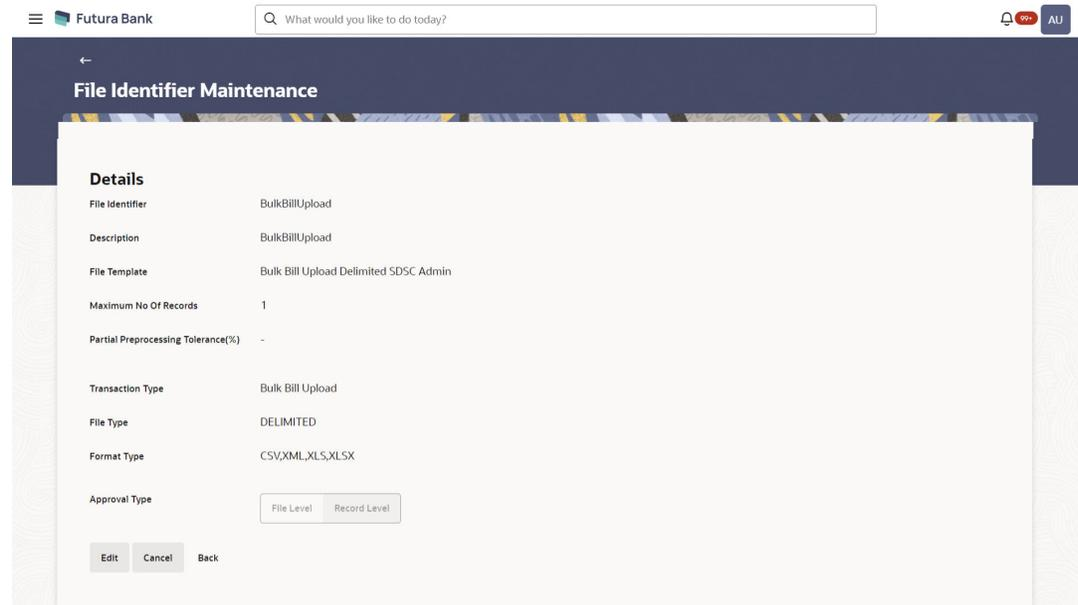 Futura Bank
What would you like to do today?
99+
AU
File Identifier Maintenance
Details
File Identifier BulkBillUpload
Description BulkBillUpload
File Template Bulk Bill Upload Delimited SDSC Admin
Maximum No Of Records 1
Partial Preprocessing Tolerance(%) -
Transaction Type Bulk Bill Upload
File Type DELIMITED
Format Type CSV,XML,XLS,XLSX
Approval Type File Level Record Level
Edit Cancel Back